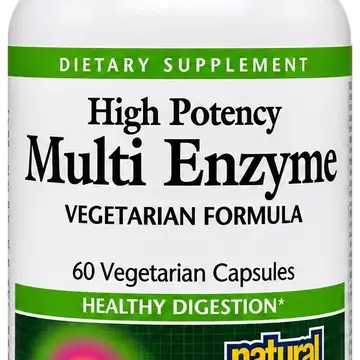 DIETARY SUPPLEMENT
High Potency
Multi Enzyme
VEGETARIAN FORMULA
60 Vegetarian Capsules
HEALTHY DIGESTION*
natural